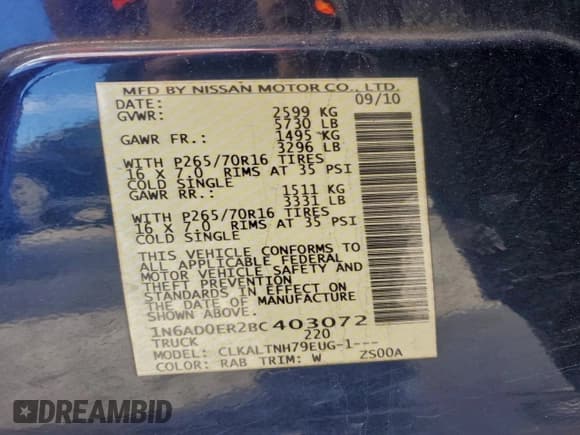 MFD BY NISSAN MOTOR CO., LTD.
DATE: 09/10
GVWR: 2599 KG
5730 LB
GAWR FR.: 1495 KG
3296 LB
WITH P265/70R16 TIRES
16 X 7.0 RIMS AT 35 PSI
COLD SINGLE
GAWR RR.: 1511 KG
3331 LB
WITH P265/70R16 TIRES
16 X 7.0 RIMS AT 35 PSI
COLD SINGLE
THIS VEHICLE CONFORMS TO
ALL APPLICABLE FEDERAL
MOTOR VEHICLE SAFETY AND
THEFT PREVENTION
STANDARDS IN EFFECT ON
THE DATE OF MANUFACTURE
SHOWN ABOVE.
1N6AD0ER2BC403072
TRUCK 220
MODEL: CLKALTNH79EUG-1---
COLOR: RAB TRIM: W ZS00A
DREAMBID